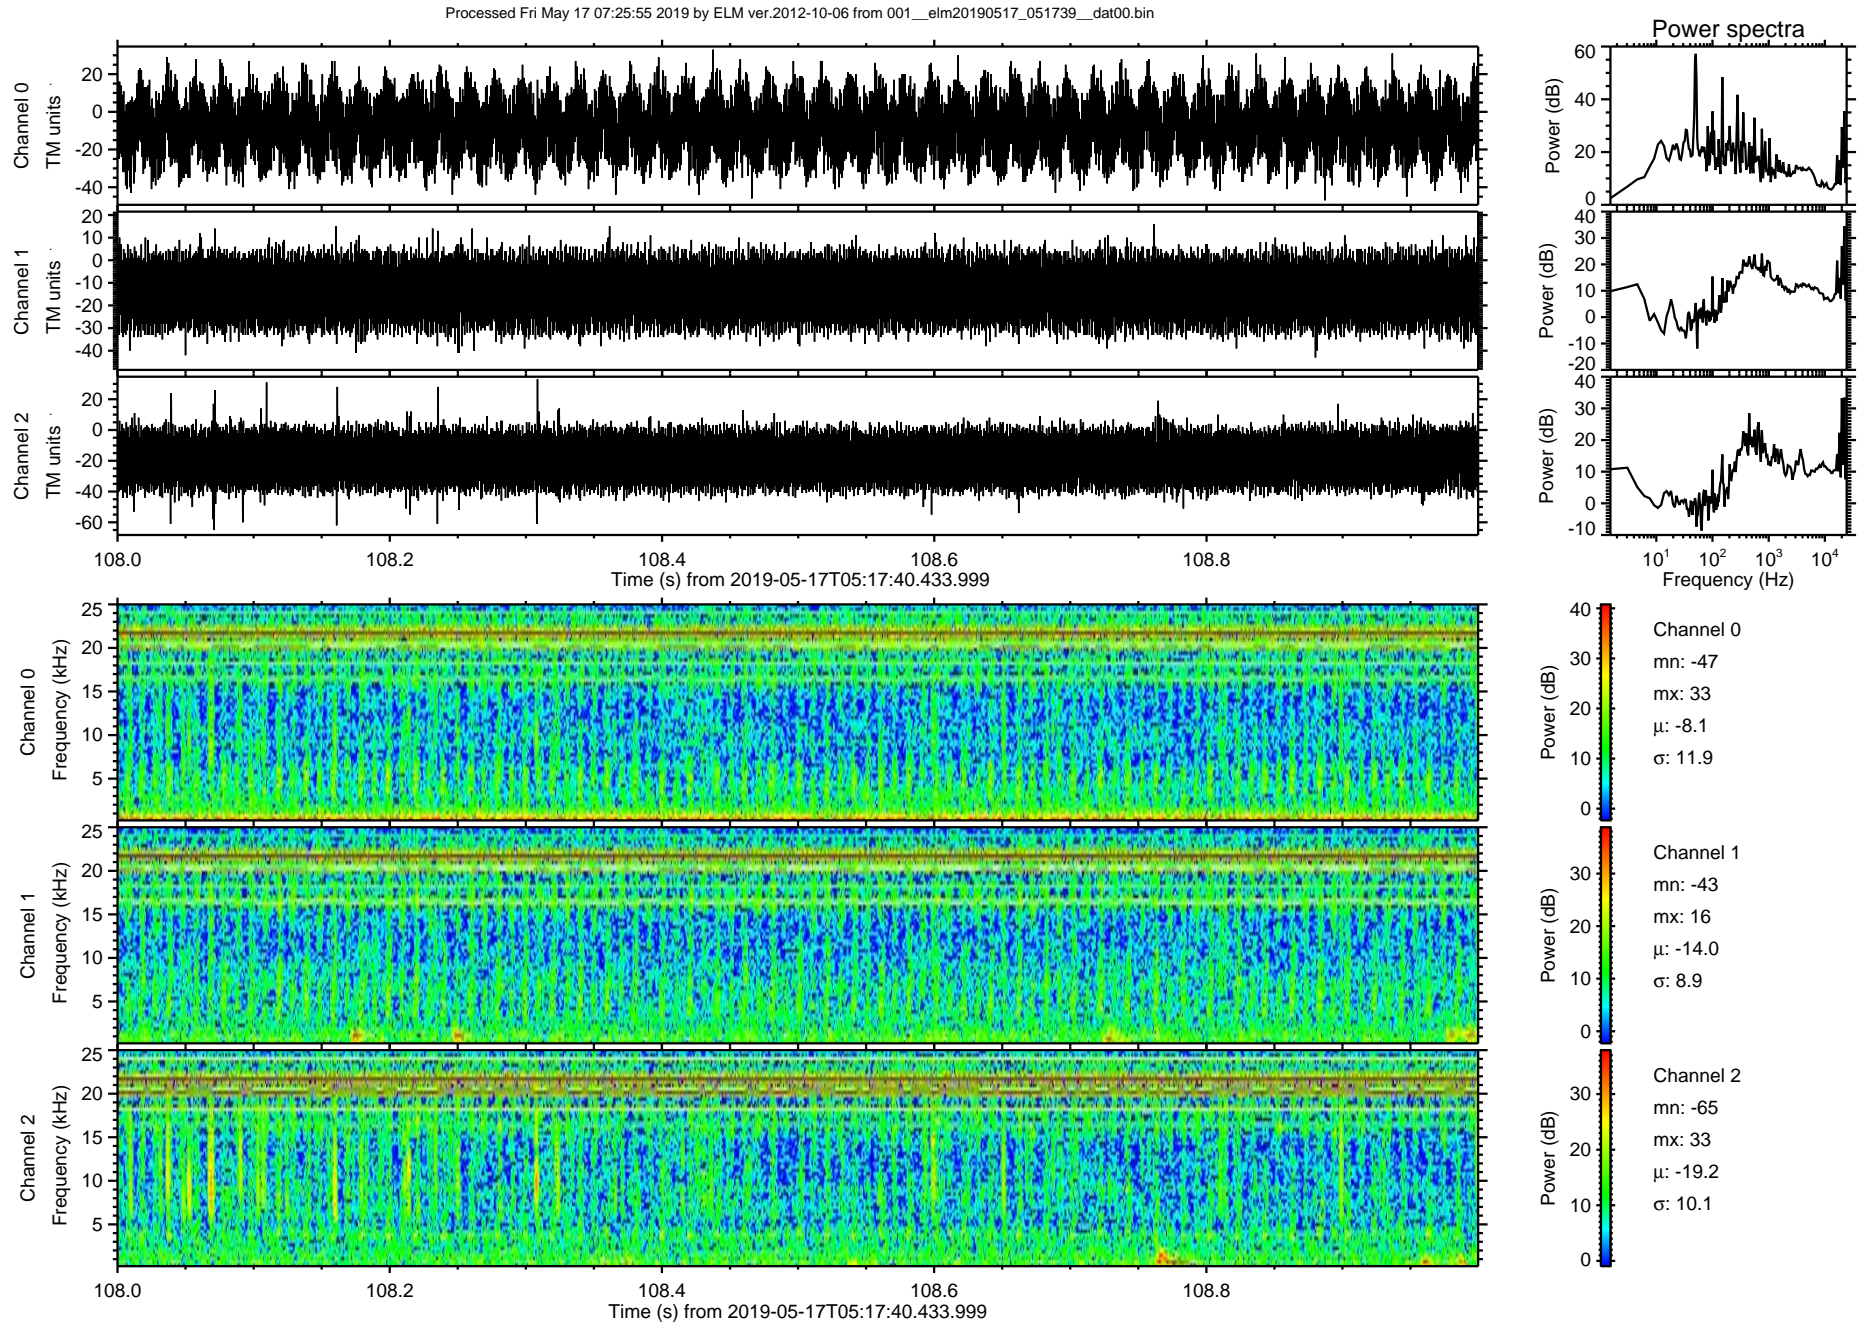 Processed Fri May 17 07:25:55 2019 by ELM ver.2012-10-06 from 001__elm20190517_051739__dat00.bin
Power spectra
Channel 0
TM units
20
0
-20
-40
Power (dB)
60
40
20
0
Channel 1
TM units
20
10
0
-10
-20
-30
-40
Power (dB)
40
30
20
10
0
-10
-20
Channel 2
TM units
20
0
-20
-40
-60
Power (dB)
40
30
20
10
0
-10
108.0 108.2 108.4 108.6 108.8
Time (s) from 2019-05-17T05:17:40.433.999
10¹ 10² 10³ 10⁴
Frequency (Hz)
Channel 0
Frequency (kHz)
25
20
15
10
5
Power (dB)
40
30
20
10
0
Channel 0
mn: -47
mx: 33
µ: -8.1
σ: 11.9
Channel 1
Frequency (kHz)
25
20
15
10
5
Power (dB)
30
20
10
0
Channel 1
mn: -43
mx: 16
µ: -14.0
σ: 8.9
Channel 2
Frequency (kHz)
25
20
15
10
5
Power (dB)
30
20
10
0
Channel 2
mn: -65
mx: 33
µ: -19.2
σ: 10.1
108.0 108.2 108.4 108.6 108.8
Time (s) from 2019-05-17T05:17:40.433.999